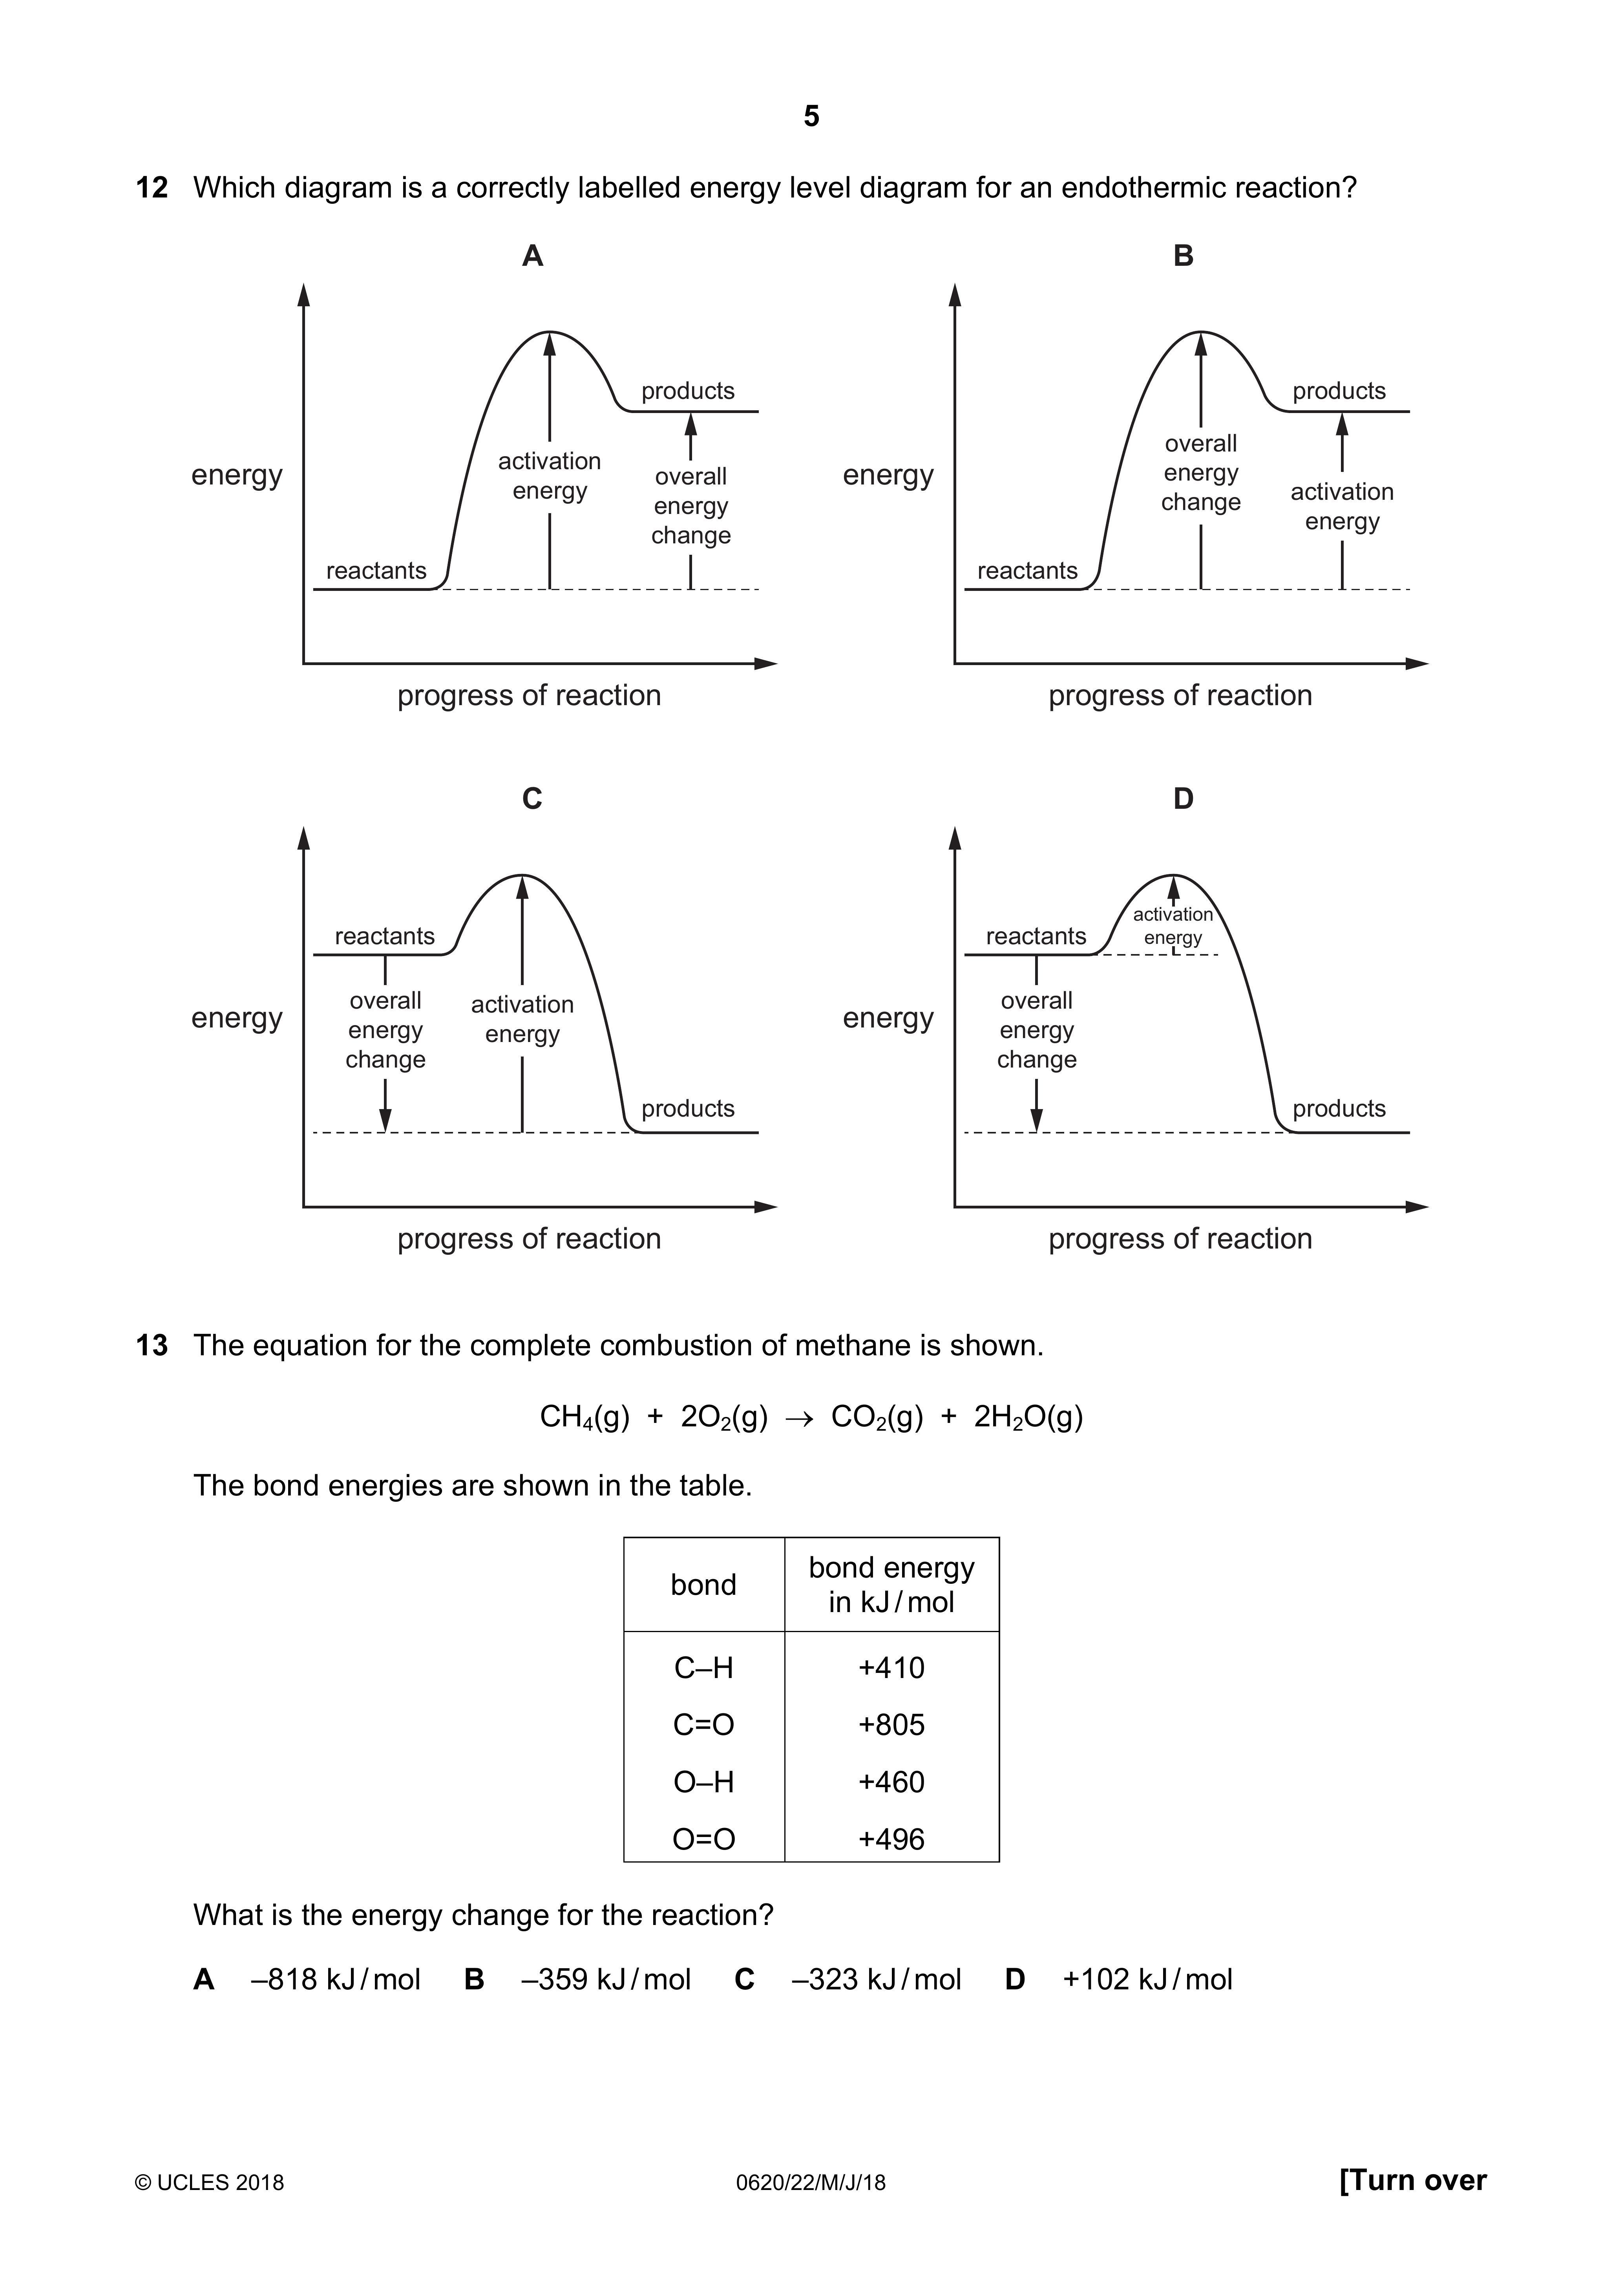 5
12 Which diagram is a correctly labelled energy level diagram for an endothermic reaction?
A
energy
reactants
activation
energy
products
overall
energy
change
progress of reaction
B
energy
reactants
overall
energy
change
products
activation
energy
progress of reaction
C
energy
reactants
overall
energy
change
activation
energy
products
progress of reaction
D
energy
reactants
activation
energy
overall
energy
change
products
progress of reaction
13 The equation for the complete combustion of methane is shown.
CH₄(g) + 2O₂(g) → CO₂(g) + 2H₂O(g)
The bond energies are shown in the table.
bond
bond energy
in kJ/mol
C–H +410
C=O +805
O–H +460
O=O +496
What is the energy change for the reaction?
A –818 kJ/mol B –359 kJ/mol C –323 kJ/mol D +102 kJ/mol
© UCLES 2018 0620/22/M/J/18 [Turn over